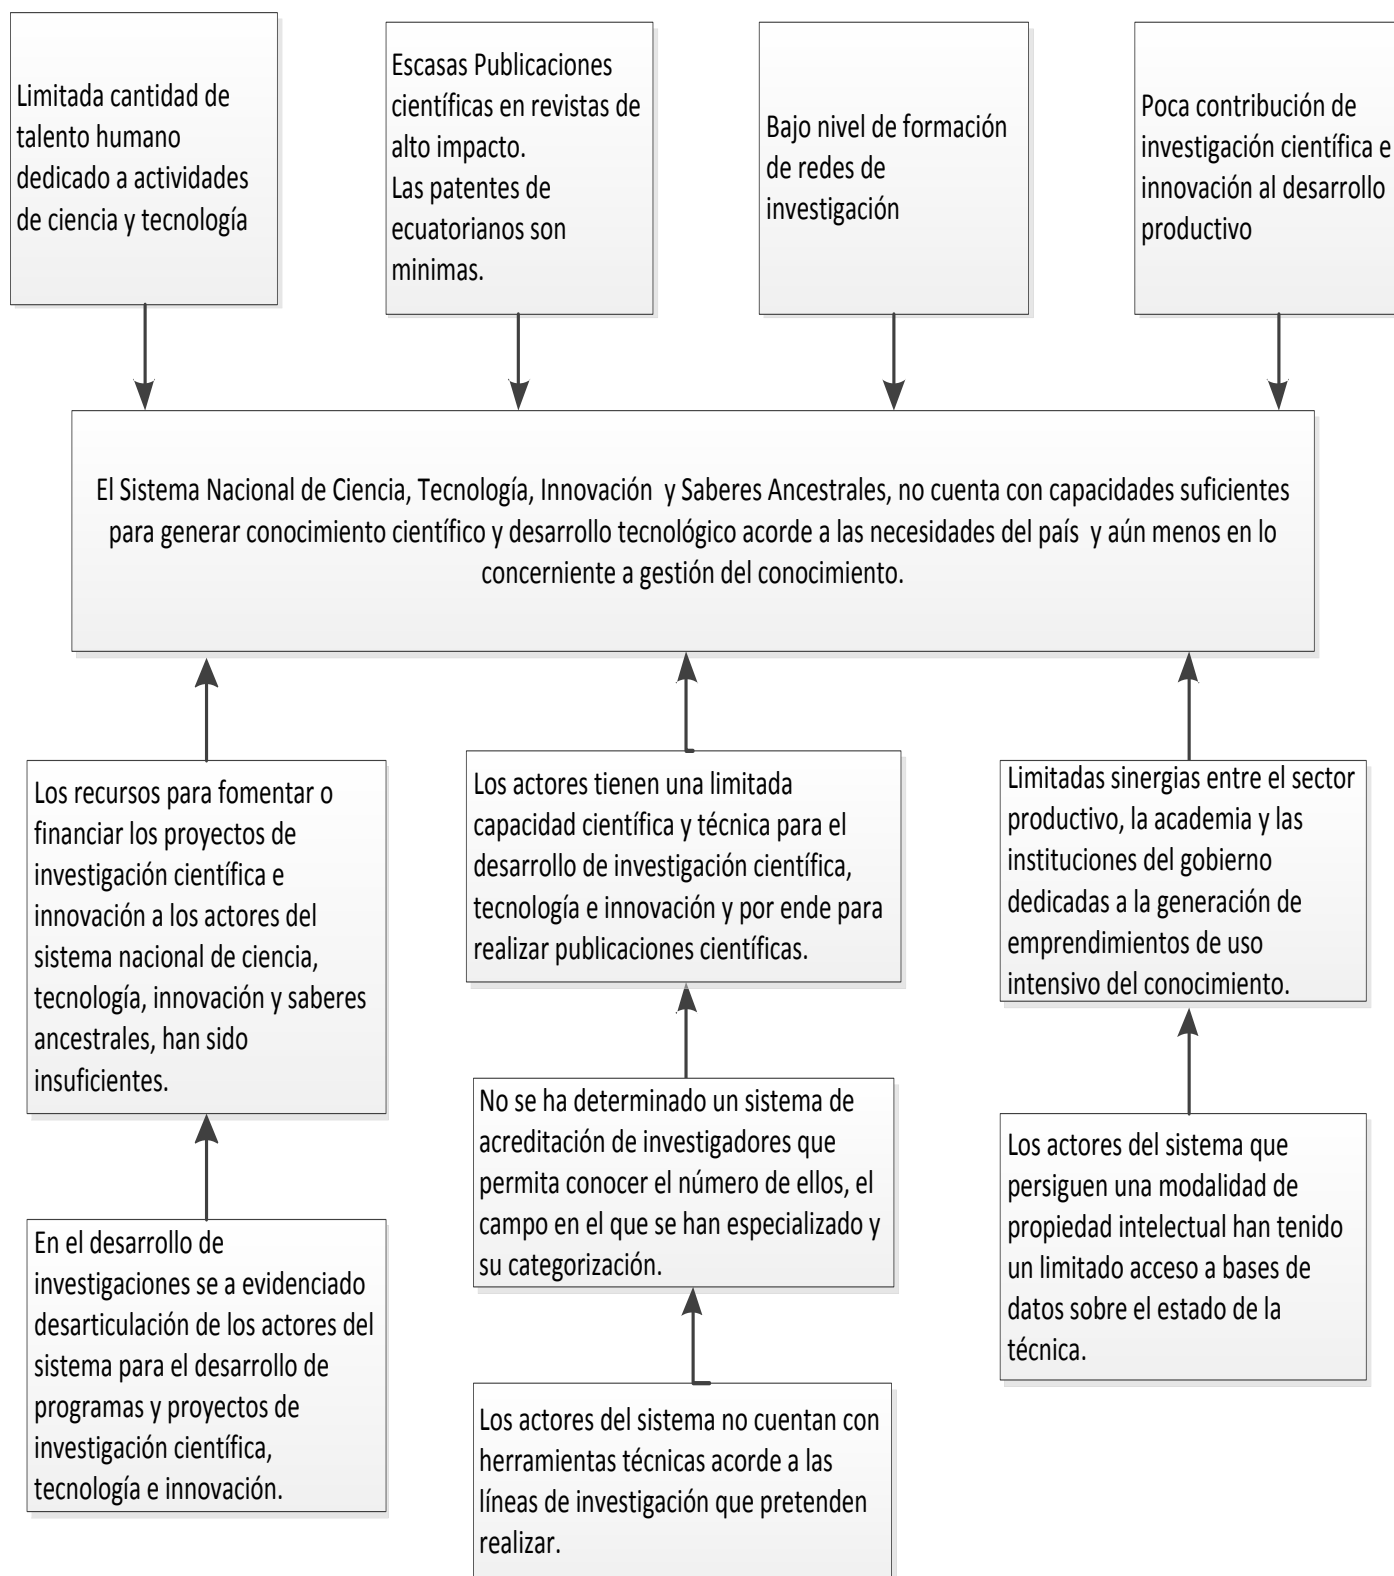 Limitada cantidad de
talento humano
dedicado a actividades
de ciencia y tecnología
Escasas Publicaciones
científicas en revistas de
alto impacto.
Las patentes de
ecuatorianos son
minimas.
Bajo nivel de formación
de redes de
investigación
Poca contribución de
investigación científica e
innovación al desarrollo
productivo
El Sistema Nacional de Ciencia, Tecnología, Innovación y Saberes Ancestrales, no cuenta con capacidades suficientes
para generar conocimiento científico y desarrollo tecnológico acorde a las necesidades del país y aún menos en lo
concerniente a gestión del conocimiento.
Los recursos para fomentar o
financiar los proyectos de
investigación científica e
innovación a los actores del
sistema nacional de ciencia,
tecnología, innovación y saberes
ancestrales, han sido
insuficientes.
Los actores tienen una limitada
capacidad científica y técnica para el
desarrollo de investigación científica,
tecnología e innovación y por ende para
realizar publicaciones científicas.
Limitadas sinergias entre el sector
productivo, la academia y las
instituciones del gobierno
dedicadas a la generación de
emprendimientos de uso
intensivo del conocimiento.
No se ha determinado un sistema de
acreditación de investigadores que
permita conocer el número de ellos, el
campo en el que se han especializado y
su categorización.
Los actores del sistema que
persiguen una modalidad de
propiedad intelectual han tenido
un limitado acceso a bases de
datos sobre el estado de la
técnica.
En el desarrollo de
investigaciones se a evidenciado
desarticulación de los actores del
sistema para el desarrollo de
programas y proyectos de
investigación científica,
tecnología e innovación.
Los actores del sistema no cuentan con
herramientas técnicas acorde a las
líneas de investigación que pretenden
realizar.